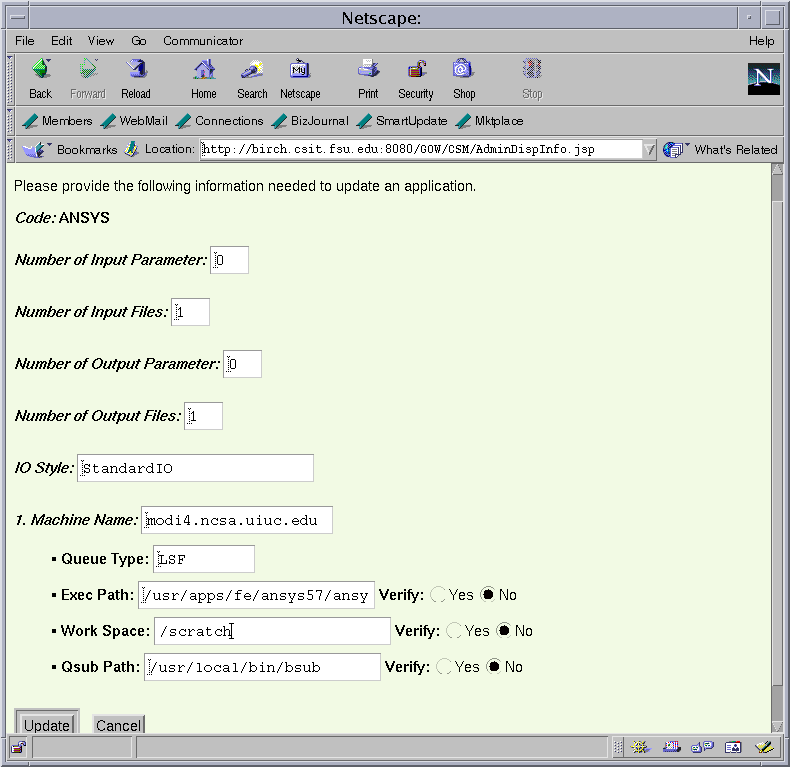 Netscape:
File Edit View Go Communicator Help
Back Forward Reload Home Search Netscape Print Security Shop Stop
My N
Members WebMail Connections BizJournal SmartUpdate Mktplace
Bookmarks Location: http://birch.csit.fsu.edu:8080/GOW/CSM/AdminDispInfo.jsp What's Related
Please provide the following information needed to update an application.
Code: ANSYS
Number of Input Parameter: 0
Number of Input Files: 1
Number of Output Parameter: 0
Number of Output Files: 1
IO Style: StandardIO
1. Machine Name: modi4.ncsa.uiuc.edu
▪ Queue Type: LSF
▪ Exec Path: /usr/apps/fe/ansys57/ansy Verify: Yes No
▪ Work Space: /scratch Verify: Yes No
▪ Qsub Path: /usr/local/bin/bsub Verify: Yes No
Update Cancel